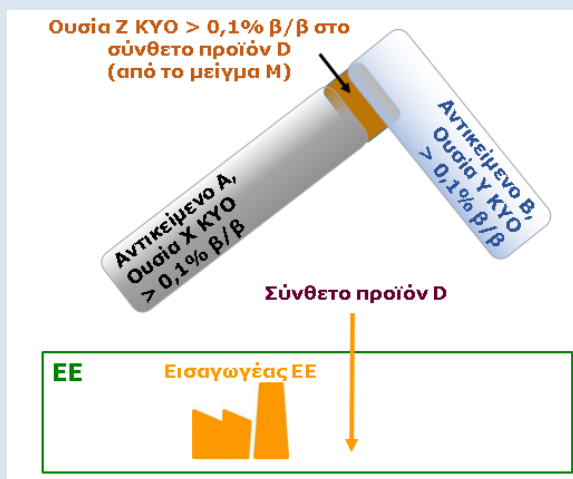 Ουσία Ζ ΚΥΟ > 0,1% β/β στο
σύνθετο προϊόν D
(από το μείγμα Μ)
Αντικείμενο Α,
Ουσία Χ ΚΥΟ
> 0,1% β/β
Αντικείμενο Β,
Ουσία Υ ΚΥΟ
> 0,1% β/β
Σύνθετο προϊόν D
ΕΕ
Εισαγωγέας ΕΕ